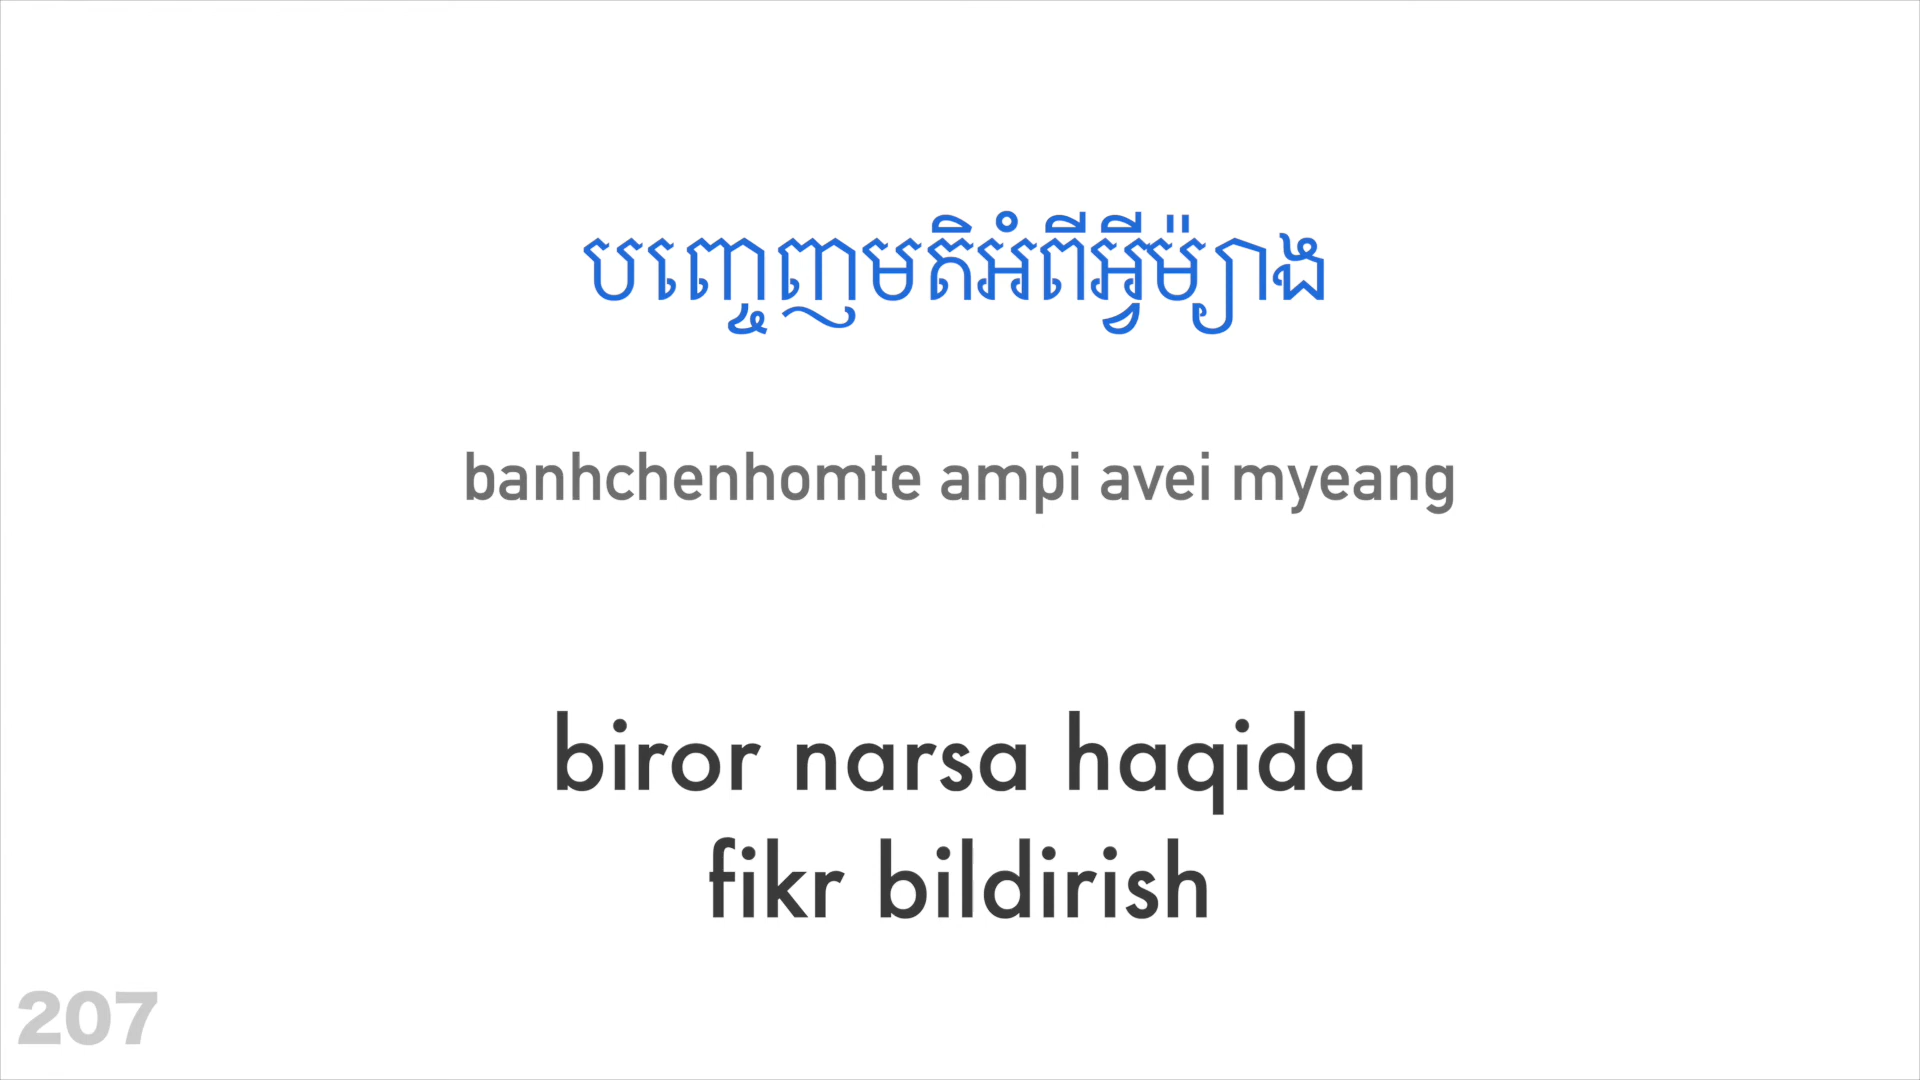 បញ្ចេញមតិអំពីអ្វីម៉្យាង
banhchenhomte ampi avei myeang
biror narsa haqida
fikr bildirish
207